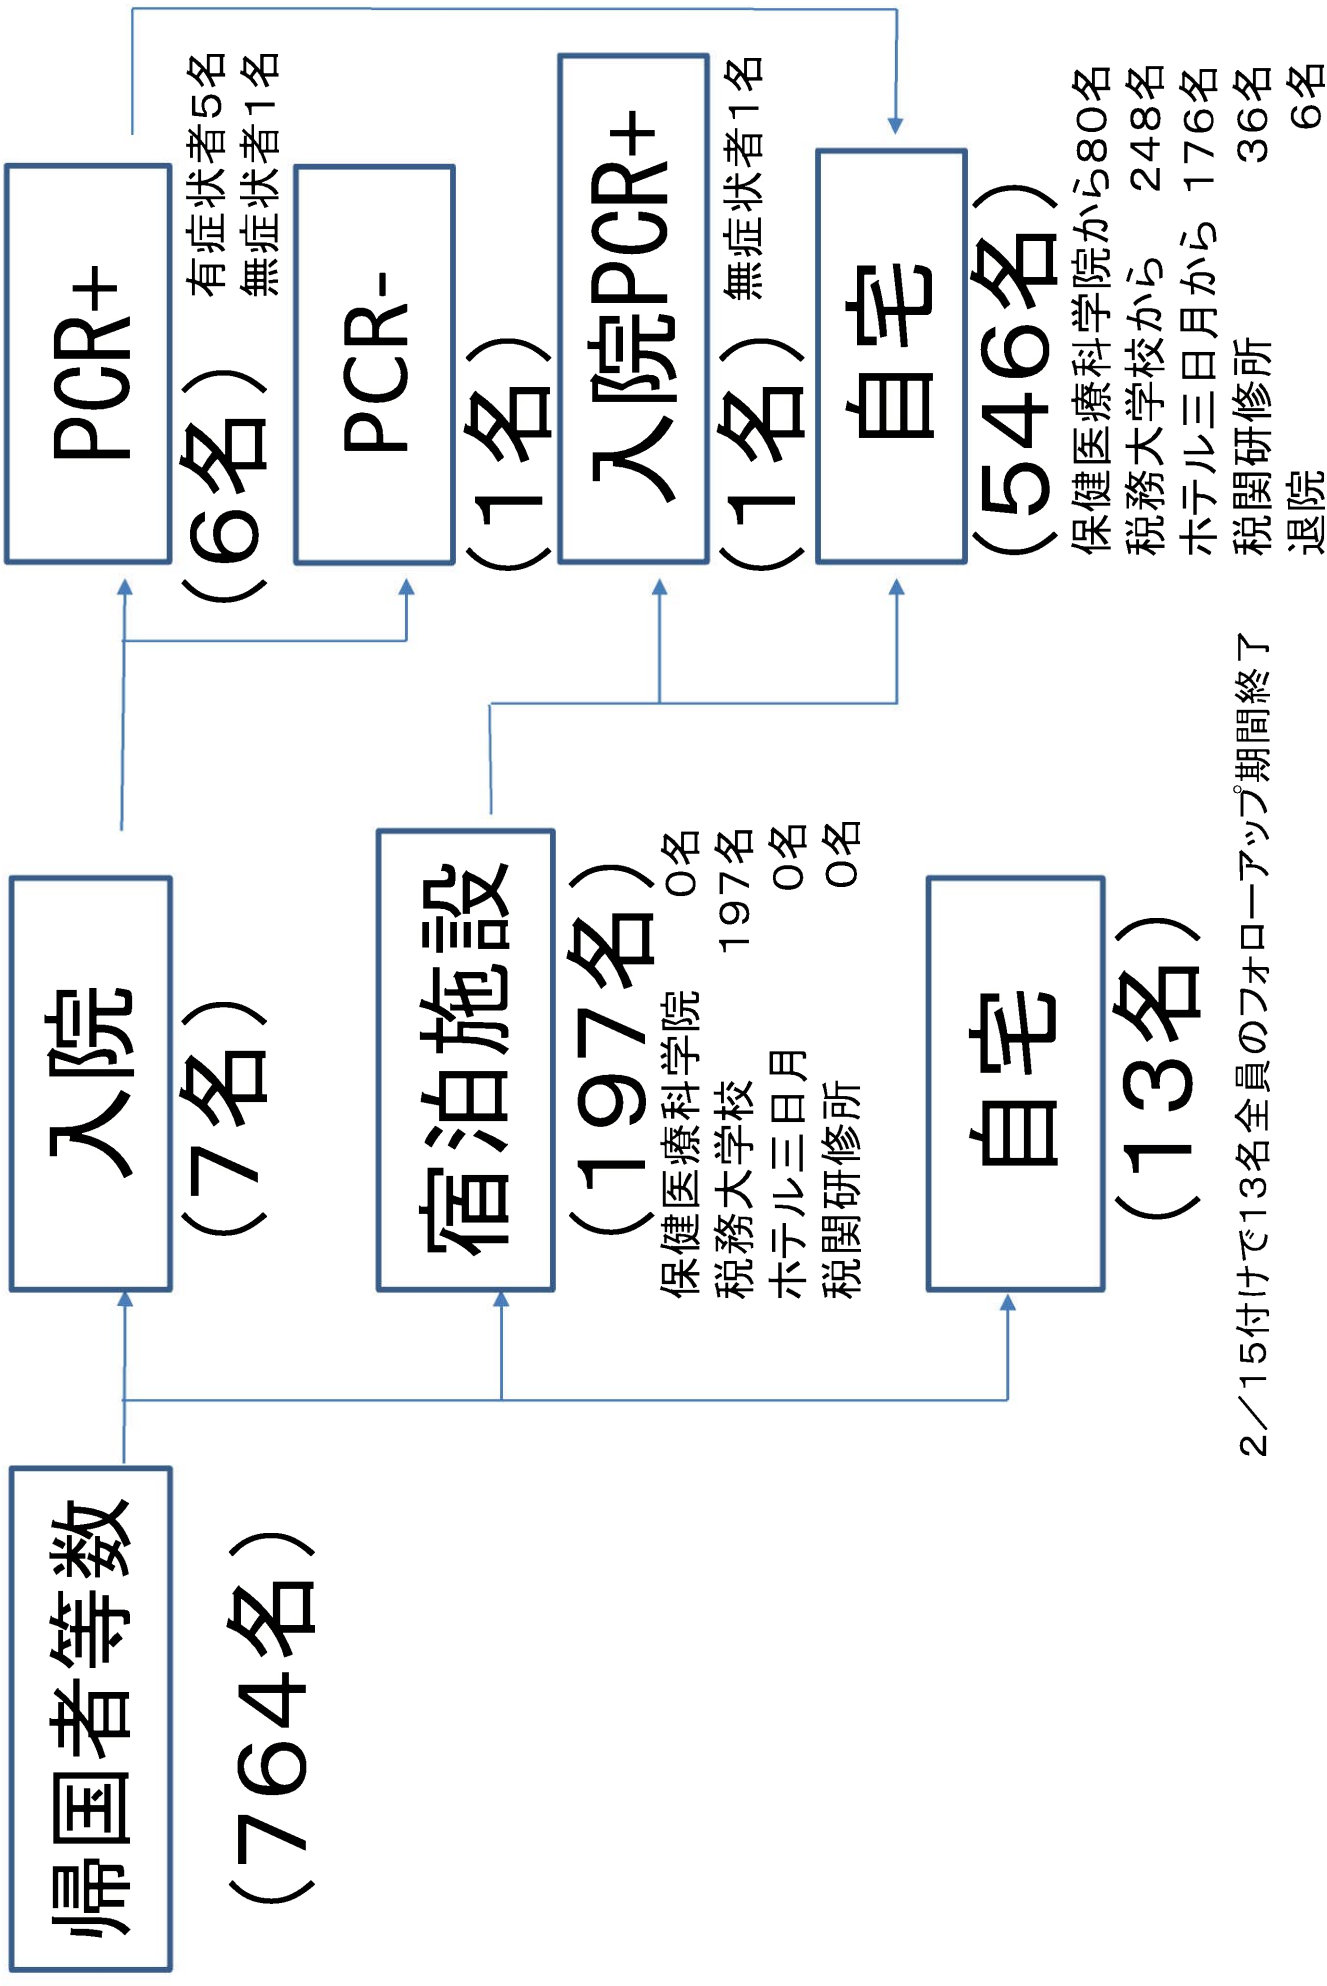 帰国者等数
(764名)
入院
(7名)
宿泊施設
(197名)
保健医療科学院 0名
税務大学校 197名
ホテル三日月 0名
税関研修所 0名
自宅
(13名)
2/15付けで13名全員のフォローアップ期間終了
PCR+
(6名)
有症状者5名
無症状者1名
PCR-
(1名)
入院PCR+
(1名)
無症状者1名
自宅
(546名)
保健医療科学院から80名
税務大学校から 248名
ホテル三日月から 176名
税関研修所 36名
退院 6名